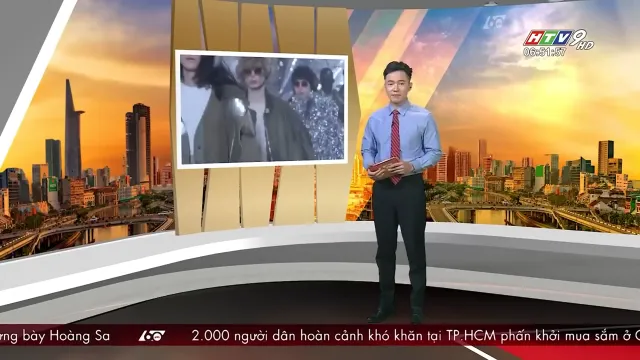 HTV9 HD
06:51:57
ưng bày Hoàng Sa 60 2.000 người dân hoàn cảnh khó khăn tại TP.HCM phấn khởi mua sắm ở